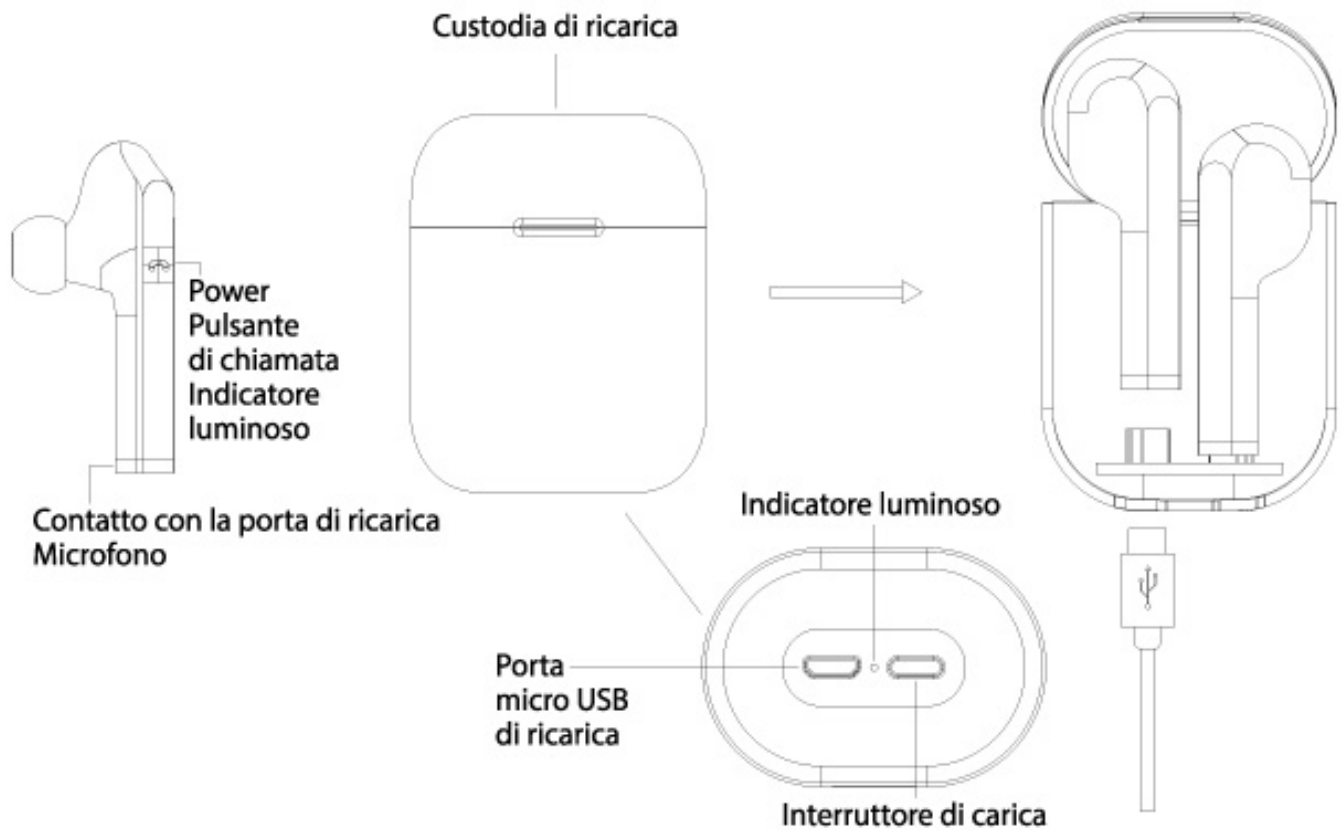 Custodia di ricarica
Power
Pulsante
di chiamata
Indicatore
luminoso
Contatto con la porta di ricarica
Microfono
Indicatore luminoso
Porta
micro USB
di ricarica
Interruttore di carica